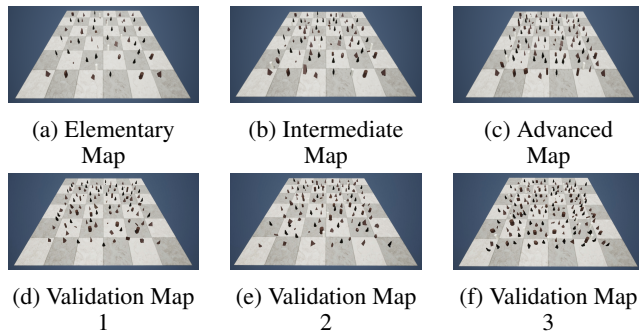 (a) Elementary
Map
(b) Intermediate
Map
(c) Advanced
Map
(d) Validation Map
1
(e) Validation Map
2
(f) Validation Map
3